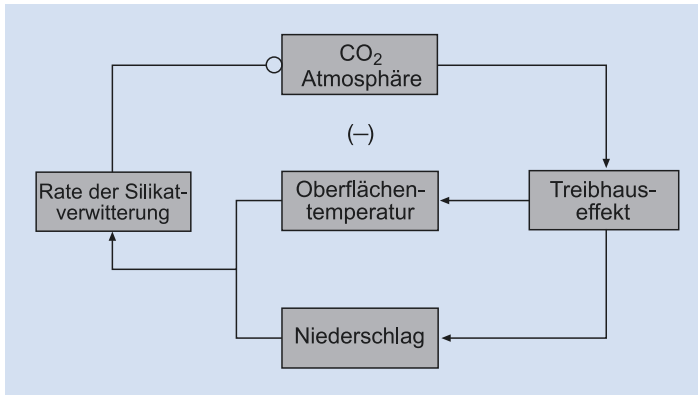 CO₂
Atmosphäre
(–)
Rate der Silikat-
verwitterung
Oberflächen-
temperatur
Treibhaus-
effekt
Niederschlag